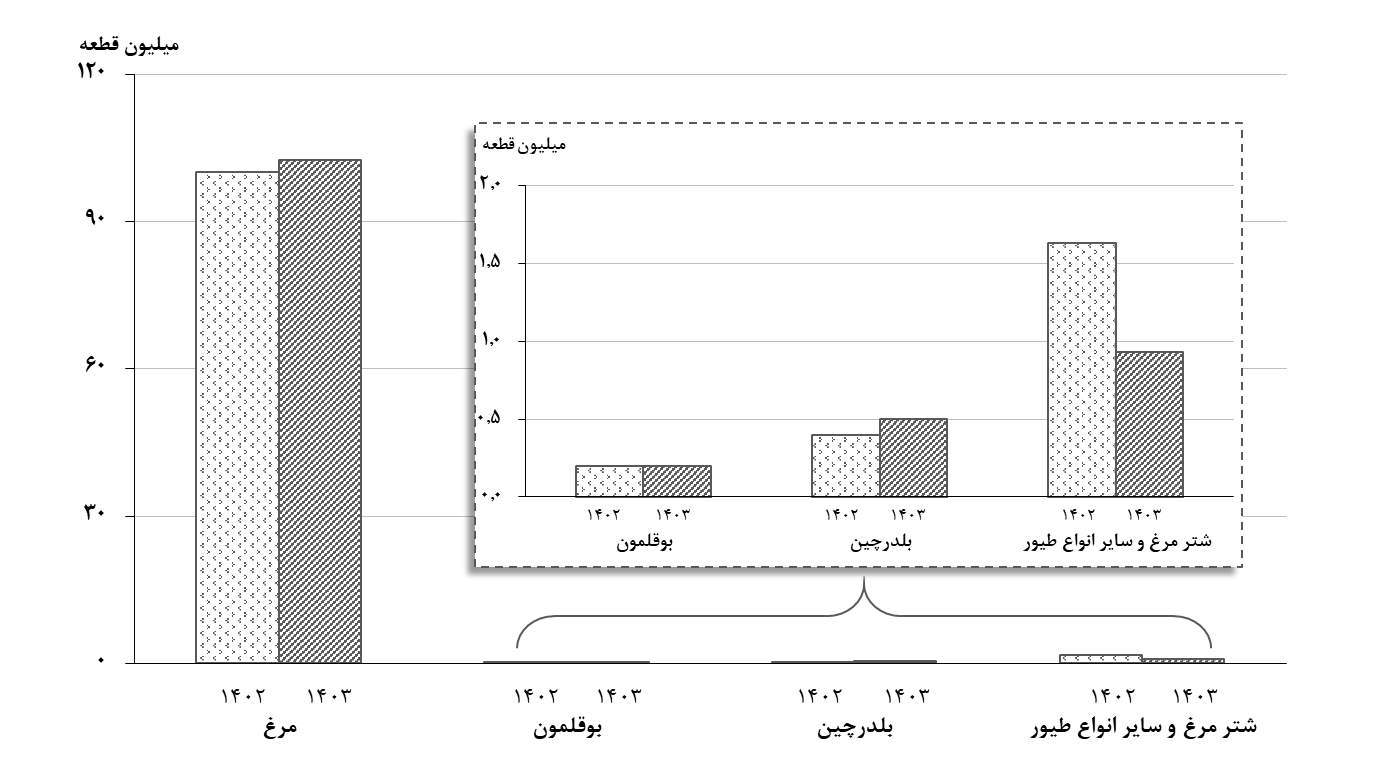 میلیون قطعه
۱۲۰
۹۰
۶۰
۳۰
۰
میلیون قطعه
۲,۰
۱,۵
۱,۰
۰,۵
۰,۰
۱۴۰۲ ۱۴۰۳ ۱۴۰۲ ۱۴۰۳ ۱۴۰۲ ۱۴۰۳
بوقلمون بلدرچین شتر مرغ و سایر انواع طیور
۱۴۰۲ ۱۴۰۳ ۱۴۰۲ ۱۴۰۳ ۱۴۰۲ ۱۴۰۳ ۱۴۰۲ ۱۴۰۳
مرغ بوقلمون بلدرچین شتر مرغ و سایر انواع طیور